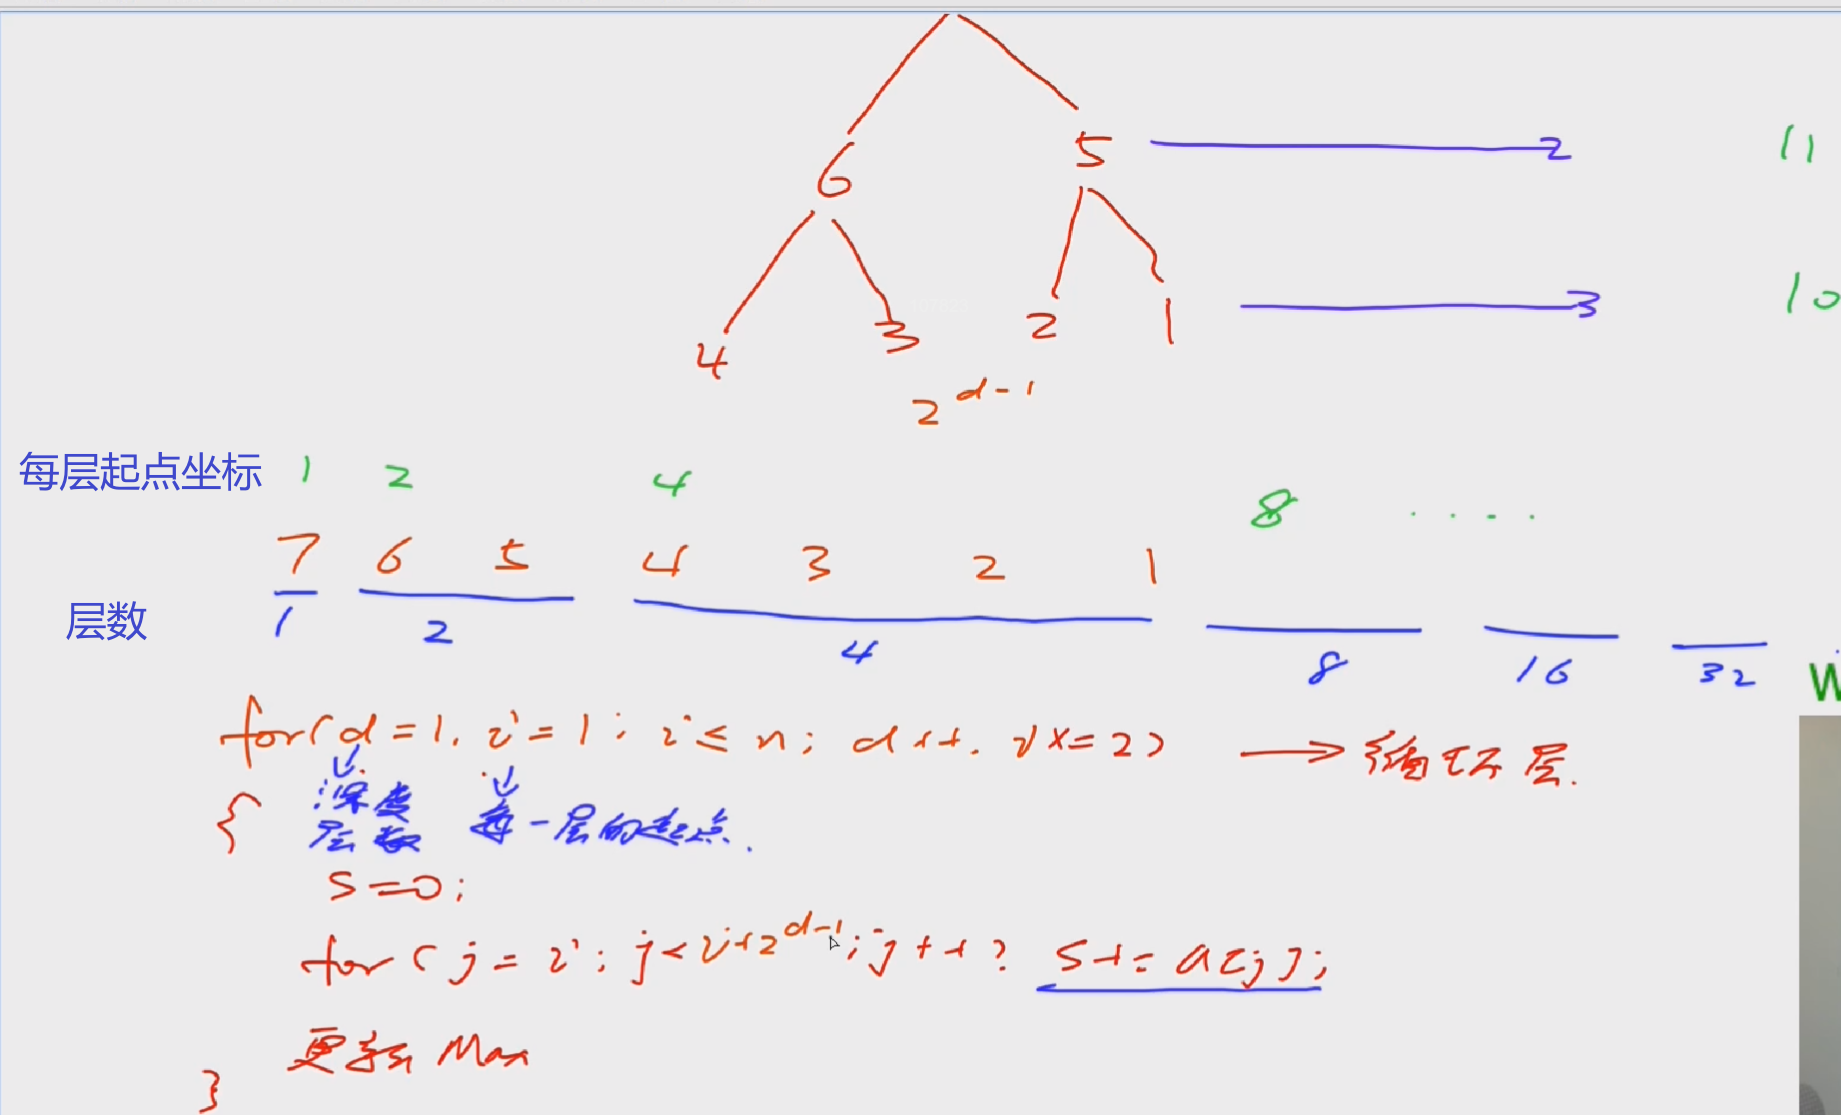 5 2 11
6
4 3 2 1 3 10
2^{d-1}
每层起点坐标 1 2 4 8 ....
7 6 5 4 3 2 1
层数 1 2 4 8 16 32
W
for(d=1, i=1; i≤n; d++, i×=2) → 编历层.
{ 深度 每一层的起点.
层数
s=0;
for(j=i; j<i+2^{d-1}; j++) s+=a[j];
更新 Max
}